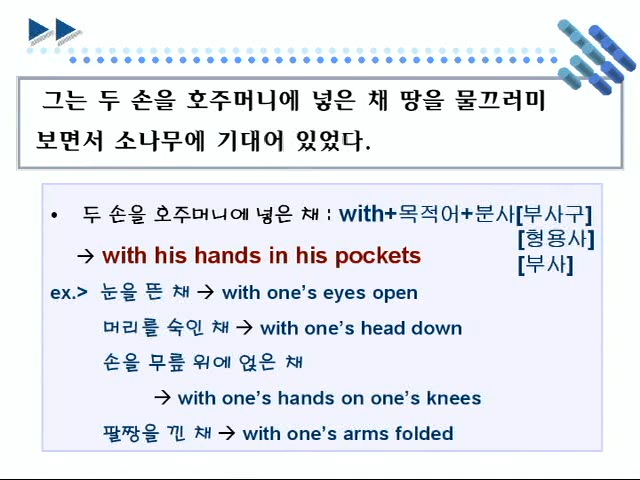 그는 두 손을 호주머니에 넣은 채 땅을 물끄러미
보면서 소나무에 기대어 있었다.
• 두 손을 호주머니에 넣은 채 : with+목적어+분사[부사구]
[형용사]
→ with his hands in his pockets
[부사]
ex.> 눈을 뜬 채 → with one's eyes open
머리를 숙인 채 → with one's head down
손을 무릎 위에 얹은 채
→ with one's hands on one's knees
팔짱을 낀 채 → with one's arms folded